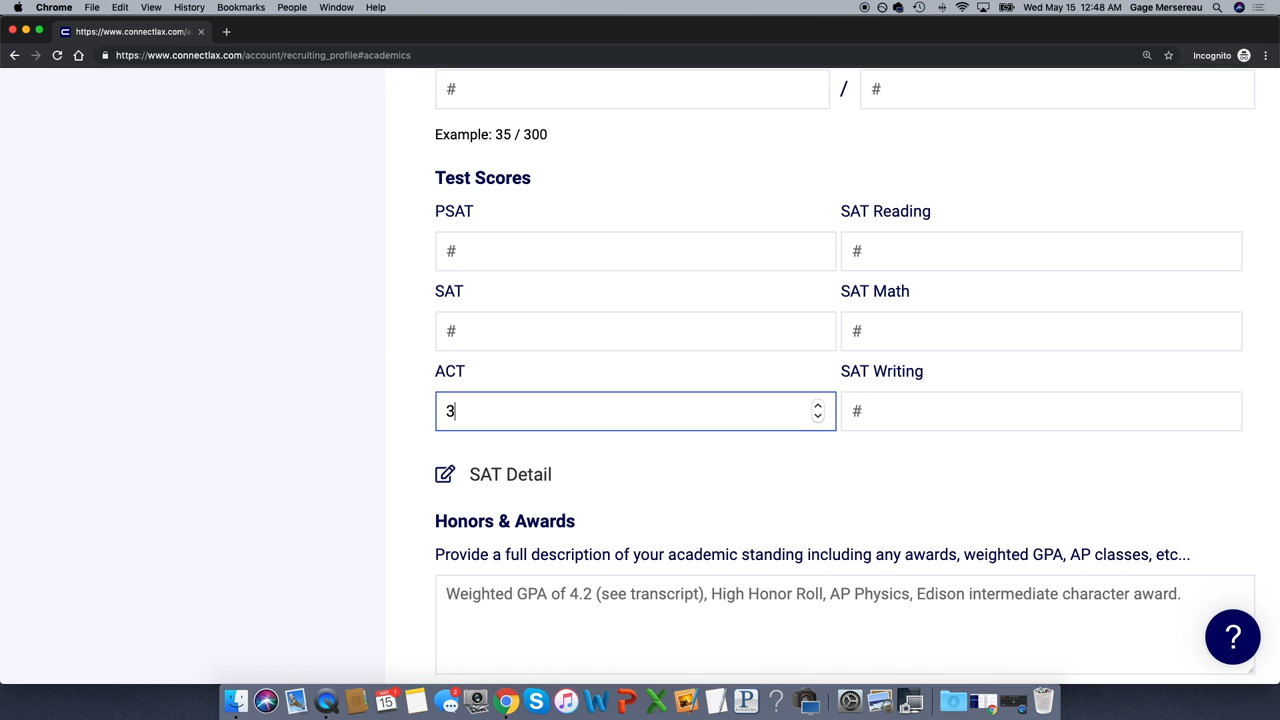 Chrome File Edit View History Bookmarks People Window Help Wed May 15 12:48 AM Gage Mersereau
https://www.connectlax.com/a
https://www.connectlax.com/account/recruiting_profile#academics Incognito
# / #
Example: 35 / 300
Test Scores
PSAT SAT Reading
# #
SAT SAT Math
# #
ACT SAT Writing
3 #
SAT Detail
Honors & Awards
Provide a full description of your academic standing including any awards, weighted GPA, AP classes, etc...
Weighted GPA of 4.2 (see transcript), High Honor Roll, AP Physics, Edison intermediate character award.
?
MAY 1
15
2
PANDORA